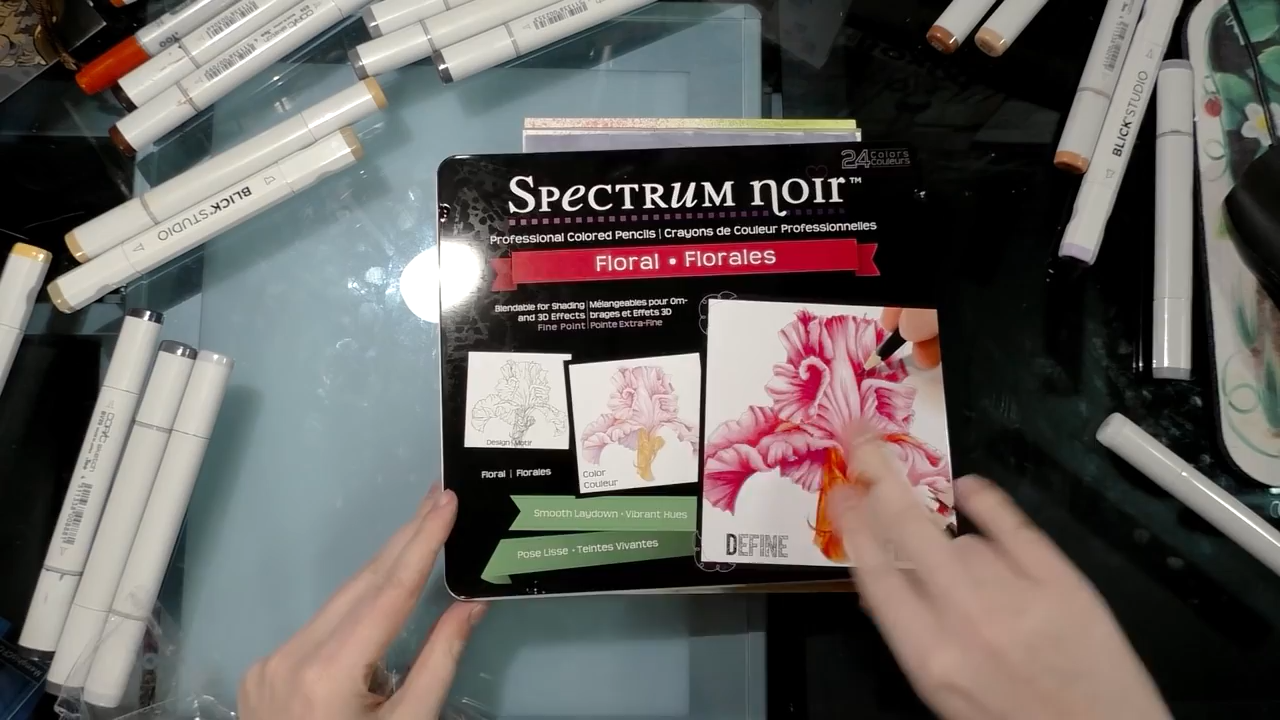 24 Colors
Couleurs
SPECTRUM NOIR™
Professional Colored Pencils | Crayons de Couleur Professionnelles
Floral • Florales
Blendable for Shading | Mélangeables pour Om-
and 3D Effects | brages et Effets 3D
Fine Point | Pointe Extra-Fine
Design | Motif
Color
Couleur
Floral | Florales
Smooth Laydown • Vibrant Hues
Pose Lisse • Teintes Vivantes
DEFINE
BLICK STUDIO
BLICK STUDIO